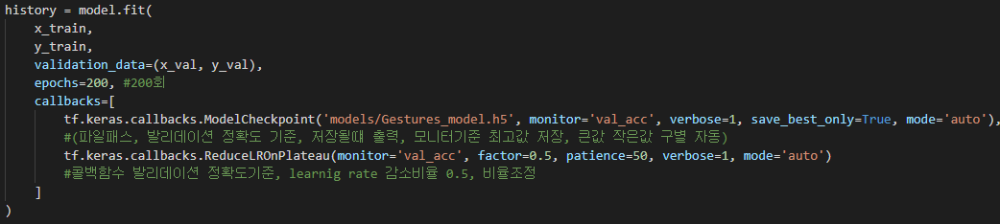 history = model.fit(
    x_train,
    y_train,
    validation_data=(x_val, y_val),
    epochs=200, #200회
    callbacks=[
        tf.keras.callbacks.ModelCheckpoint('models/Gestures_model.h5', monitor='val_acc', verbose=1, save_best_only=True, mode='auto'),
        #(파일패스, 발리데이션 정확도 기준, 저장될떄 출력, 모니터기준 최고값 저장, 큰값 작은값 구별 자동)
        tf.keras.callbacks.ReduceLROnPlateau(monitor='val_acc', factor=0.5, patience=50, verbose=1, mode='auto')
        #콜백함수 발리데이션 정확도기준, learnig rate 감소비율 0.5, 비율조정
    ]
)